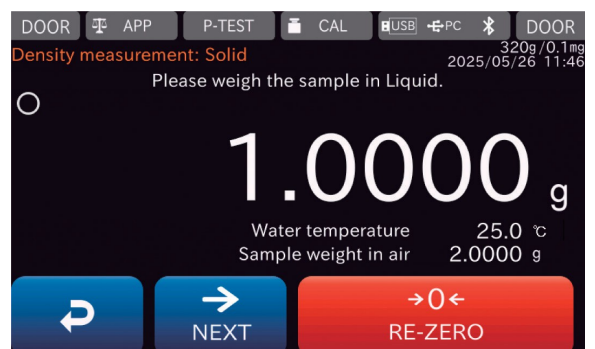 DOOR APP P-TEST CAL USB PC DOOR
Density measurement: Solid
320g/0.1mg
2025/05/26 11:46
Please weigh the sample in Liquid.
1.0000 g
Water temperature 25.0 ℃
Sample weight in air 2.0000 g
NEXT
→0←
RE-ZERO